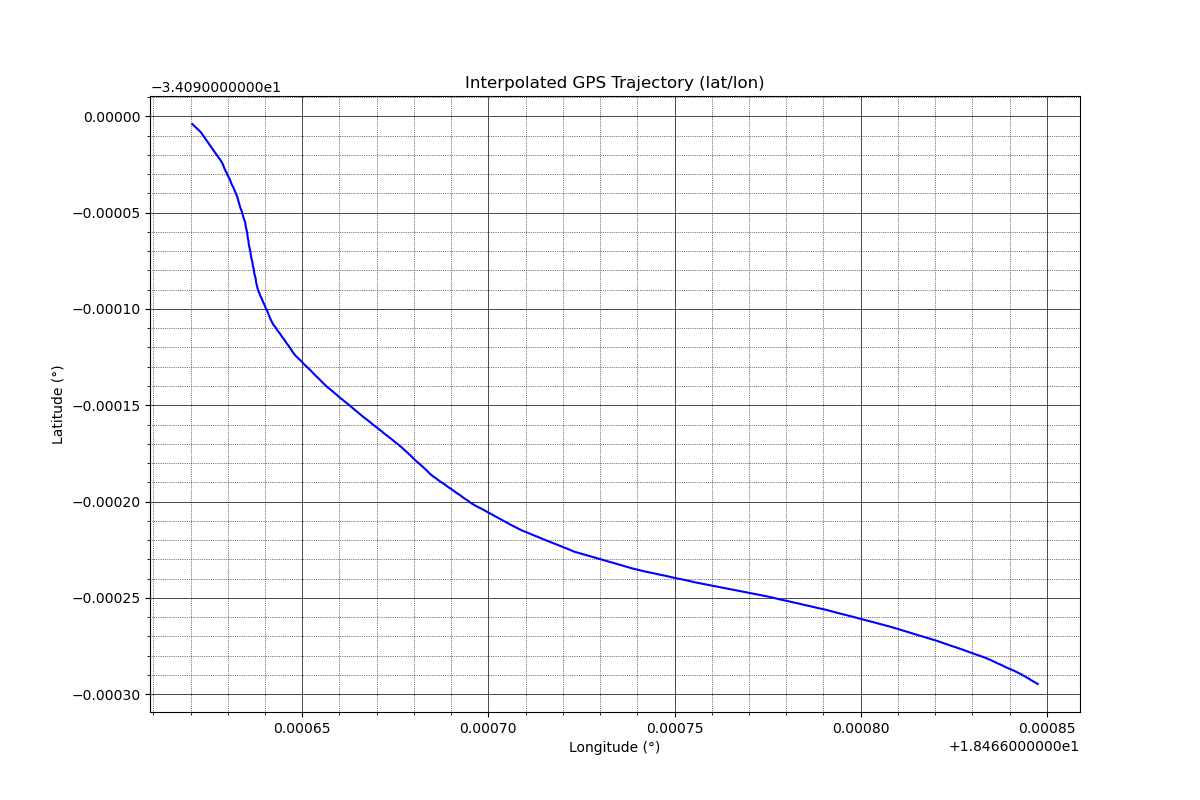 Interpolated GPS Trajectory (lat/lon)
−3.4090000000e1
0.00000
−0.00005
−0.00010
−0.00015
−0.00020
−0.00025
−0.00030
Latitude (°)
0.00065 0.00070 0.00075 0.00080 0.00085
Longitude (°)
+1.8466000000e1